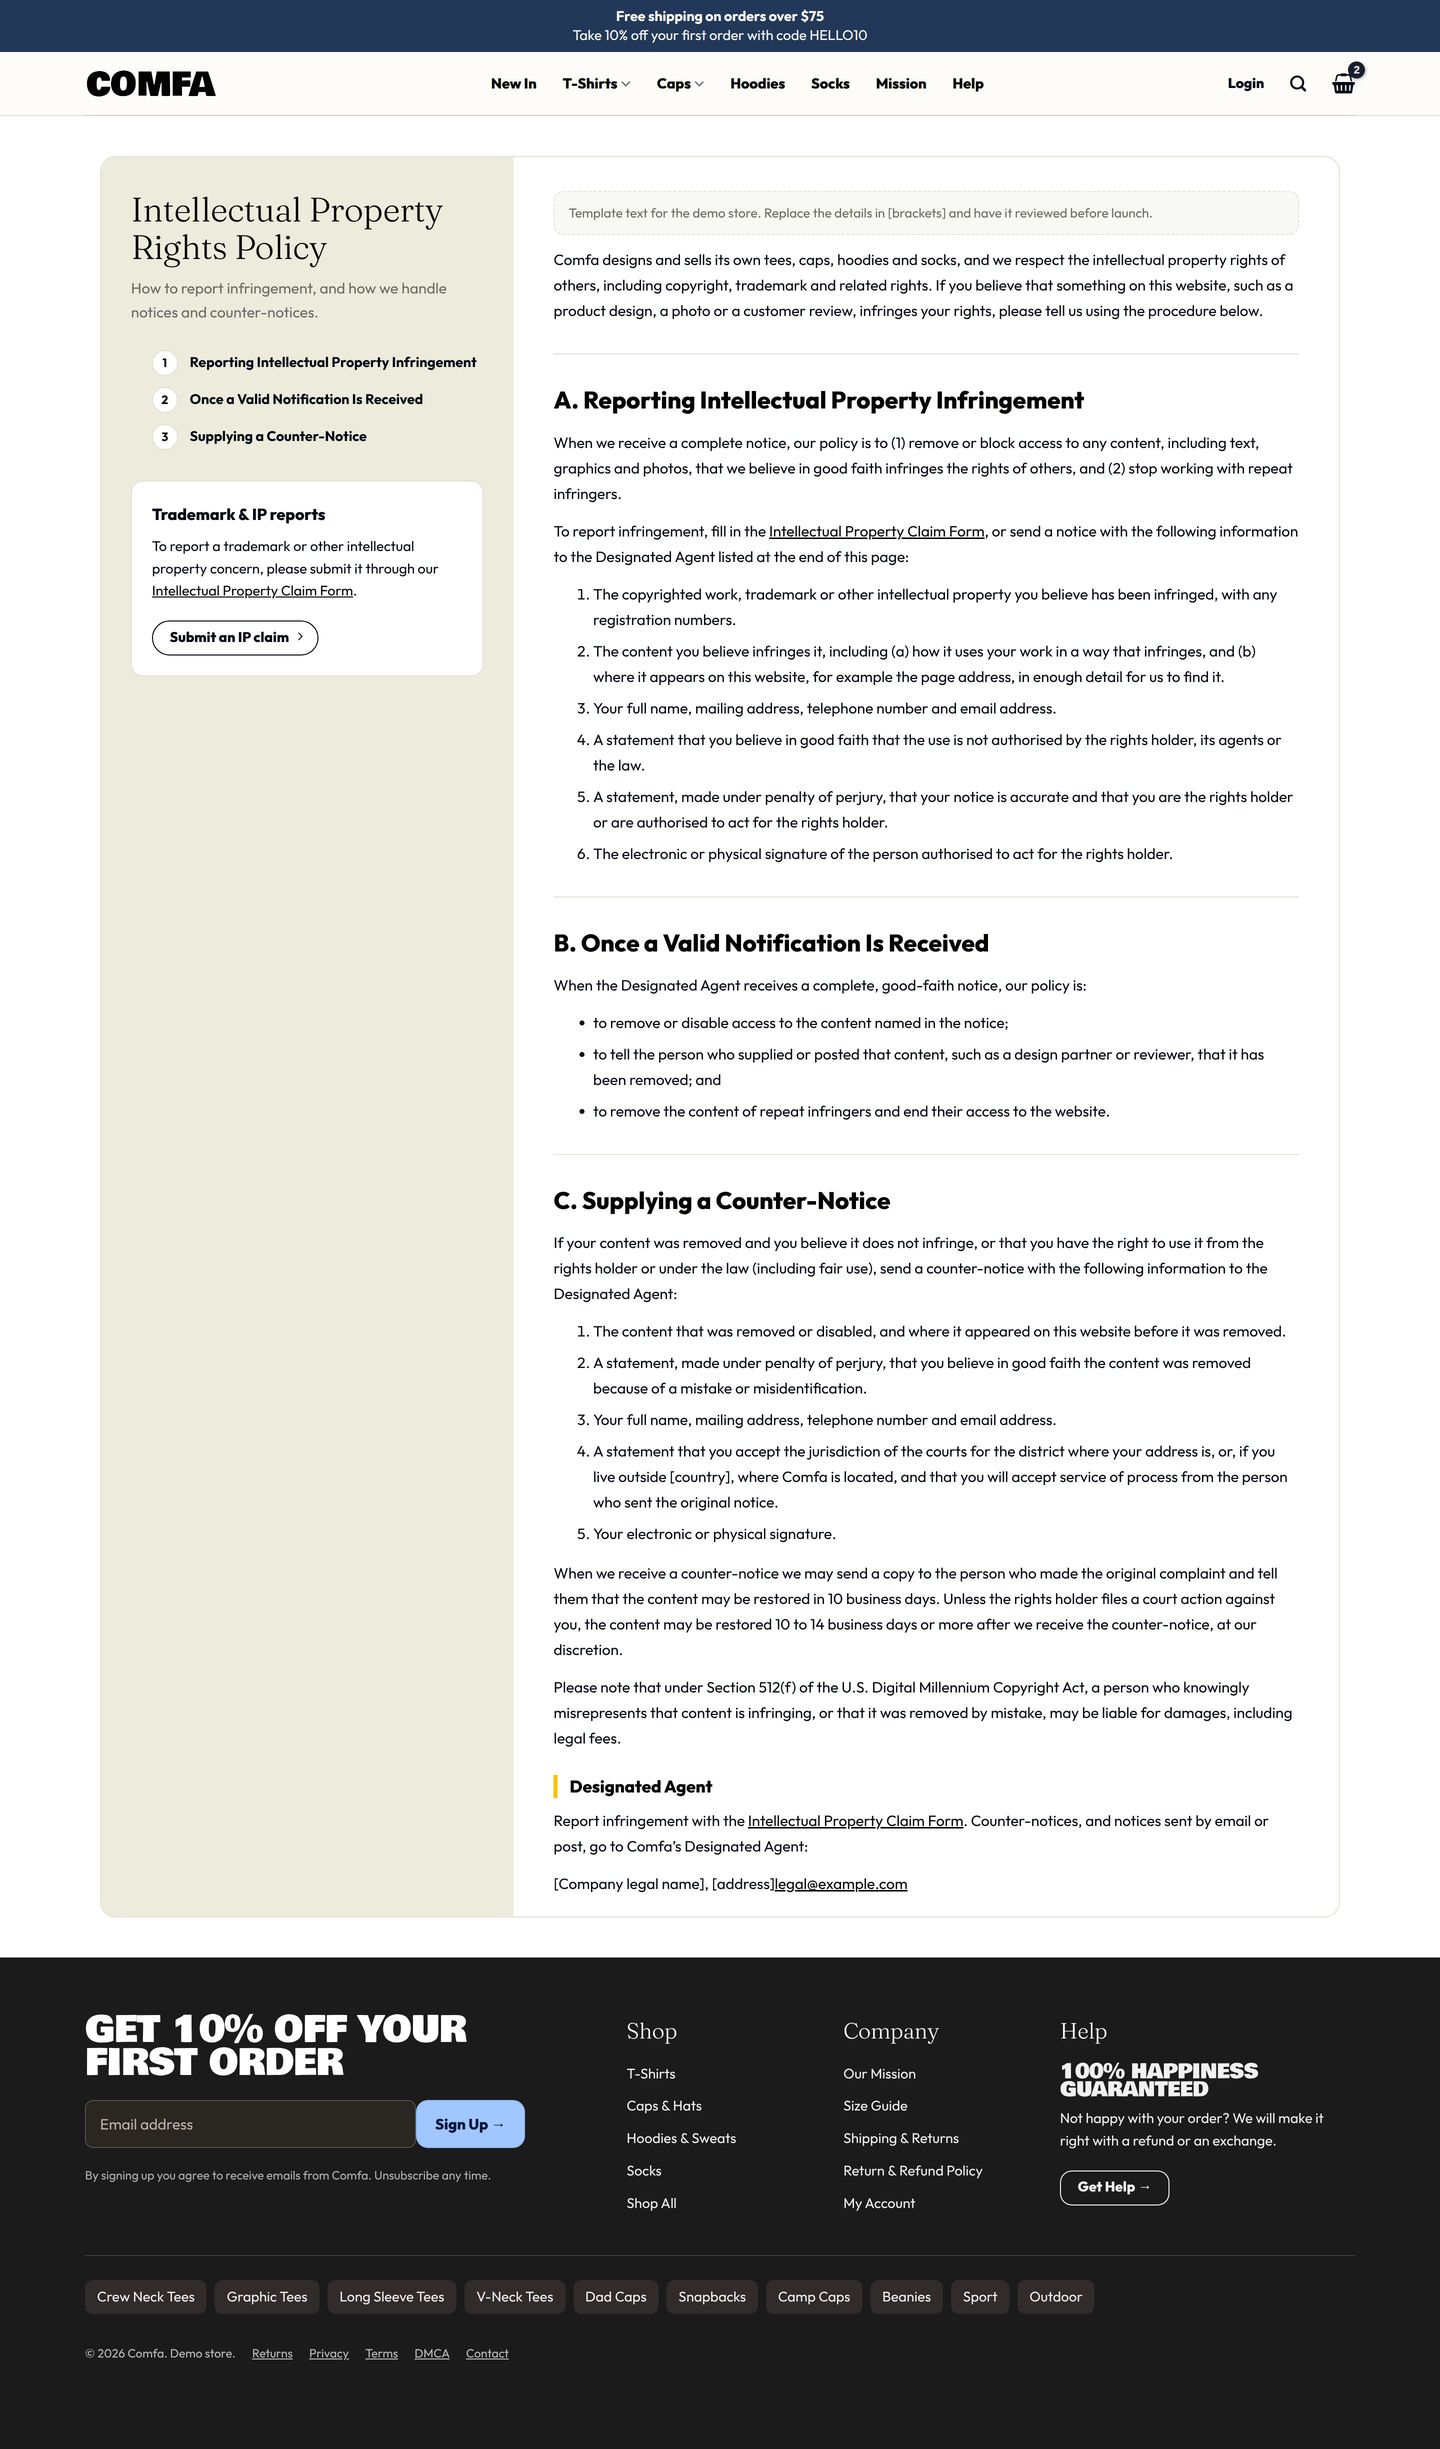 Free shipping on orders over $75
Take 10% off your first order with code HELLO10
COMFA
New In
T-Shirts
Caps
Hoodies
Socks
Mission
Help
Login
2
Intellectual Property
Rights Policy
How to report infringement, and how we handle
notices and counter-notices.
1 Reporting Intellectual Property Infringement
2 Once a Valid Notification Is Received
3 Supplying a Counter-Notice
Trademark & IP reports
To report a trademark or other intellectual
property concern, please submit it through our
Intellectual Property Claim Form.
Submit an IP claim
Template text for the demo store. Replace the details in [brackets] and have it reviewed before launch.
Comfa designs and sells its own tees, caps, hoodies and socks, and we respect the intellectual property rights of
others, including copyright, trademark and related rights. If you believe that something on this website, such as a
product design, a photo or a customer review, infringes your rights, please tell us using the procedure below.
A. Reporting Intellectual Property Infringement
When we receive a complete notice, our policy is to (1) remove or block access to any content, including text,
graphics and photos, that we believe in good faith infringes the rights of others, and (2) stop working with repeat
infringers.
To report infringement, fill in the Intellectual Property Claim Form, or send a notice with the following information
to the Designated Agent listed at the end of this page:
1. The copyrighted work, trademark or other intellectual property you believe has been infringed, with any
registration numbers.
2. The content you believe infringes it, including (a) how it uses your work in a way that infringes, and (b)
where it appears on this website, for example the page address, in enough detail for us to find it.
3. Your full name, mailing address, telephone number and email address.
4. A statement that you believe in good faith that the use is not authorised by the rights holder, its agents or
the law.
5. A statement, made under penalty of perjury, that your notice is accurate and that you are the rights holder
or are authorised to act for the rights holder.
6. The electronic or physical signature of the person authorised to act for the rights holder.
B. Once a Valid Notification Is Received
When the Designated Agent receives a complete, good-faith notice, our policy is:
• to remove or disable access to the content named in the notice;
• to tell the person who supplied or posted that content, such as a design partner or reviewer, that it has
been removed; and
• to remove the content of repeat infringers and end their access to the website.
C. Supplying a Counter-Notice
If your content was removed and you believe it does not infringe, or that you have the right to use it from the
rights holder or under the law (including fair use), send a counter-notice with the following information to the
Designated Agent:
1. The content that was removed or disabled, and where it appeared on this website before it was removed.
2. A statement, made under penalty of perjury, that you believe in good faith the content was removed
because of a mistake or misidentification.
3. Your full name, mailing address, telephone number and email address.
4. A statement that you accept the jurisdiction of the courts for the district where your address is, or, if you
live outside [country], where Comfa is located, and that you will accept service of process from the person
who sent the original notice.
5. Your electronic or physical signature.
When we receive a counter-notice we may send a copy to the person who made the original complaint and tell
them that the content may be restored in 10 business days. Unless the rights holder files a court action against
you, the content may be restored 10 to 14 business days or more after we receive the counter-notice, at our
discretion.
Please note that under Section 512(f) of the U.S. Digital Millennium Copyright Act, a person who knowingly
misrepresents that content is infringing, or that it was removed by mistake, may be liable for damages, including
legal fees.
Designated Agent
Report infringement with the Intellectual Property Claim Form. Counter-notices, and notices sent by email or
post, go to Comfa’s Designated Agent:
[Company legal name], [address]legal@example.com
GET 10% OFF YOUR
FIRST ORDER
Email address
Sign Up →
By signing up you agree to receive emails from Comfa. Unsubscribe any time.
Shop
T-Shirts
Caps & Hats
Hoodies & Sweats
Socks
Shop All
Company
Our Mission
Size Guide
Shipping & Returns
Return & Refund Policy
My Account
Help
100% HAPPINESS
GUARANTEED
Not happy with your order? We will make it
right with a refund or an exchange.
Get Help →
Crew Neck Tees
Graphic Tees
Long Sleeve Tees
V-Neck Tees
Dad Caps
Snapbacks
Camp Caps
Beanies
Sport
Outdoor
© 2026 Comfa. Demo store.
Returns
Privacy
Terms
DMCA
Contact